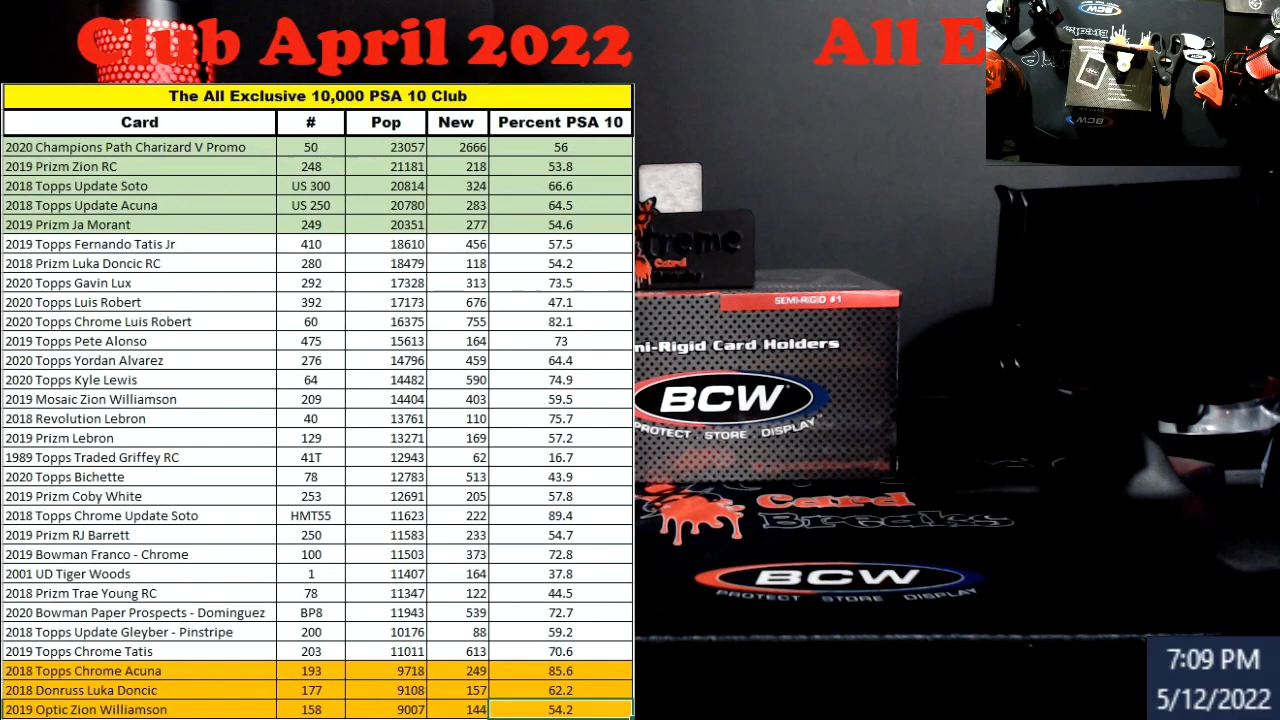 Club April 2022 All E
The All Exclusive 10,000 PSA 10 Club
Card # Pop New Percent PSA 10
2020 Champions Path Charizard V Promo 50 23057 2666 56
2019 Prizm Zion RC 248 21181 218 53.8
2018 Topps Update Soto US 300 20814 324 66.6
2018 Topps Update Acuna US 250 20780 283 64.5
2019 Prizm Ja Morant 249 20351 277 54.6
2019 Topps Fernando Tatis Jr 410 18610 456 57.5
2018 Prizm Luka Doncic RC 280 18479 118 54.2
2020 Topps Gavin Lux 292 17328 313 73.5
2020 Topps Luis Robert 392 17173 676 47.1
2020 Topps Chrome Luis Robert 60 16375 755 82.1
2019 Topps Pete Alonso 475 15613 164 73
2020 Topps Yordan Alvarez 276 14796 459 64.4
2020 Topps Kyle Lewis 64 14482 590 74.9
2019 Mosaic Zion Williamson 209 14404 403 59.5
2018 Revolution Lebron 40 13761 110 75.7
2019 Prizm Lebron 129 13271 169 57.2
1989 Topps Traded Griffey RC 41T 12943 62 16.7
2020 Topps Bichette 78 12783 513 43.9
2019 Prizm Coby White 253 12691 205 57.8
2018 Topps Chrome Update Soto HMT55 11623 222 89.4
2019 Prizm RJ Barrett 250 11583 233 54.7
2019 Bowman Franco - Chrome 100 11503 373 72.8
2001 UD Tiger Woods 1 11407 164 37.8
2018 Prizm Trae Young RC 78 11347 122 44.5
2020 Bowman Paper Prospects - Dominguez BP8 11943 539 72.7
2018 Topps Update Gleyber - Pinstripe 200 10176 88 59.2
2019 Topps Chrome Tatis 203 11011 613 70.6
2018 Topps Chrome Acuna 193 9718 249 85.6
2018 Donruss Luka Doncic 177 9108 157 62.2
2019 Optic Zion Williamson 158 9007 144 54.2
BCW
treme
Card
SEMI-RIGID #1
mi-Rigid Card Holders
BCW
PROTECT STORE DISPLAY
Card
Breaks
BCW
PROTECT STORE DISPLAY
7:09 PM
5/12/2022